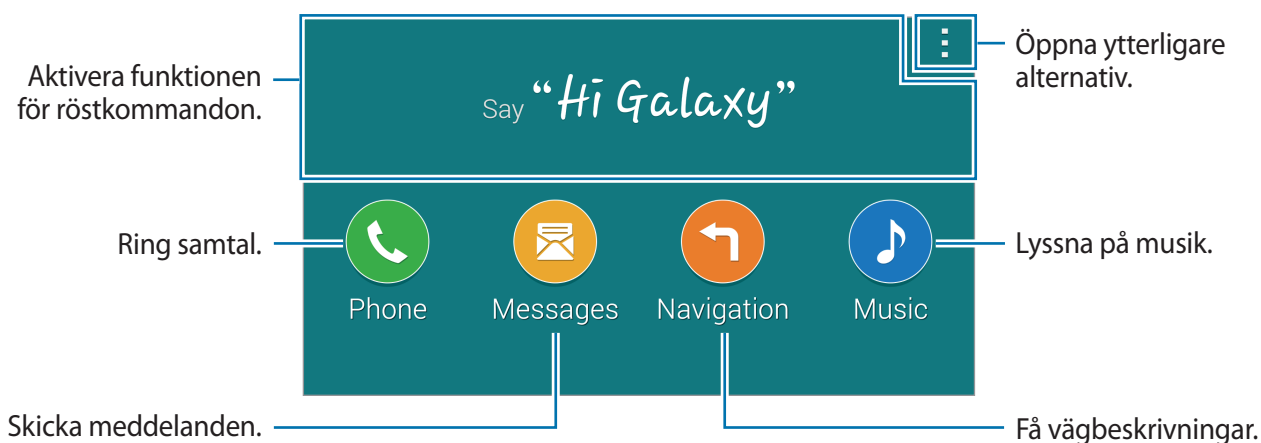 Aktivera funktionen
för röstkommandon.
Say “Hi Galaxy”
Öppna ytterligare
alternativ.
Ring samtal.
Lyssna på musik.
Phone
Messages
Navigation
Music
Skicka meddelanden.
Få vägbeskrivningar.